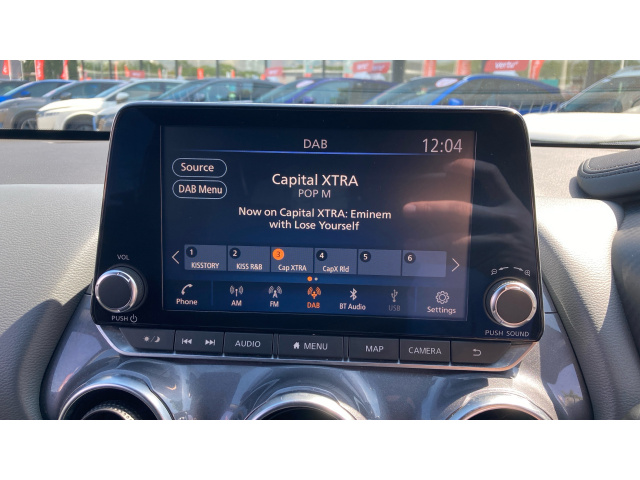 vertu
DAB
12:04
Source
DAB Menu
Capital XTRA
POP M
Now on Capital XTRA: Eminem
with Lose Yourself
1 2 3 4 5 6
KISSTORY KISS R&B Cap XTRA CapX Rld
Phone AM FM DAB BT Audio USB Settings
VOL
PUSH
PUSH SOUND
AUDIO MENU MAP CAMERA